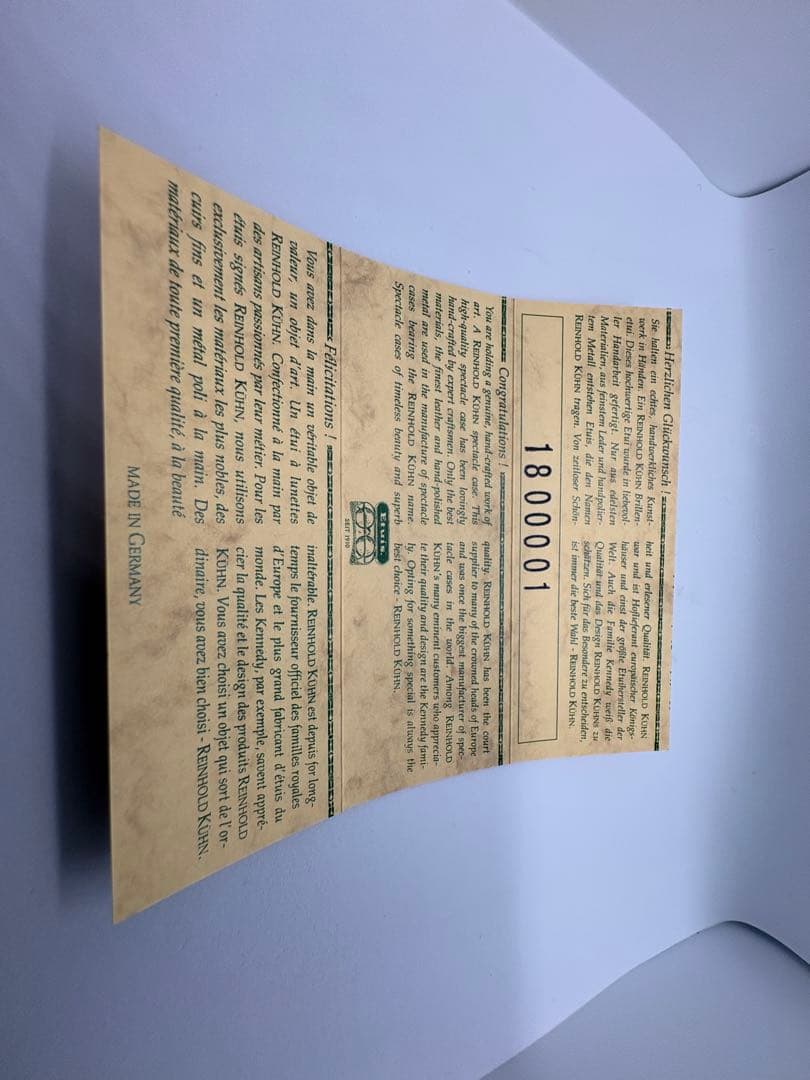 Herzlichen Glückwunsch!
Sie halten ein echtes, handwerkliches Kunst-
werk in Händen. Ein REINHOLD KÜHN Brillen-
etui. Dieses hochwertige Etui wurde in liebevol-
ler Handarbeit gefertigt. Nur aus edelsten
Materialien, aus feinstem Leder und handpolier-
tem Metall entstehen Etuis, die den Namen
REINHOLD KÜHN tragen. Von zeitloser Schön-
heit und erlesener Qualität. REINHOLD KÜHN
war und ist Hoflieferant europäischer Königs-
häuser und einst der größte Etuihersteller der
Welt. Auch die Familie Kennedy weiß die
Qualität und das Design REINHOLD KÜHNS zu
schätzen. Sich für das Besondere zu entscheiden,
ist immer die beste Wahl - REINHOLD KÜHN.
1800001
Congratulations!
You are holding a genuine, hand-crafted work of
art. A REINHOLD KÜHN spectacle case. This
high-quality spectacle case has been lovingly
hand-crafted by expert craftsmen. Only the best
materials, the finest leather and hand-polished
metal are used in the manufacture of spectacle
cases bearing the REINHOLD KÜHN name.
Spectacle cases of timeless beauty and superb
quality. REINHOLD KÜHN has been the court
supplier to many of the crowned heads of Europe
and was once the biggest manufacturer of spec-
tacle cases in the world. Among REINHOLD
KÜHN's many eminent customers who apprecia-
te their quality and design are the Kennedy fami-
ly. Opting for something special is always the
best choice - REINHOLD KÜHN.
Etuis
SEIT 1910
Félicitations !
Vous avez dans la main un véritable objet de
valeur, un objet d'art. Un étui à lunettes
REINHOLD KÜHN. Confectionné à la main par
des artisans passionnés par leur métier. Pour les
étuis signés REINHOLD KÜHN, nous utilisons
exclusivement les matériaux les plus nobles, des
cuirs fins et un métal poli à la main. Des
matériaux de toute première qualité, à la beauté
inaltérable. REINHOLD KÜHN est depuis for long-
temps le fournisseur officiel des familles royales
d'Europe et le plus grand fabricant d'étuis du
monde. Les Kennedy, par exemple, savent appré-
cier la qualité et le design des produits REINHOLD
KÜHN. Vous avez choisi un objet qui sort de l'or-
dinaire, vous avez bien choisi - REINHOLD KÜHN.
MADE IN GERMANY